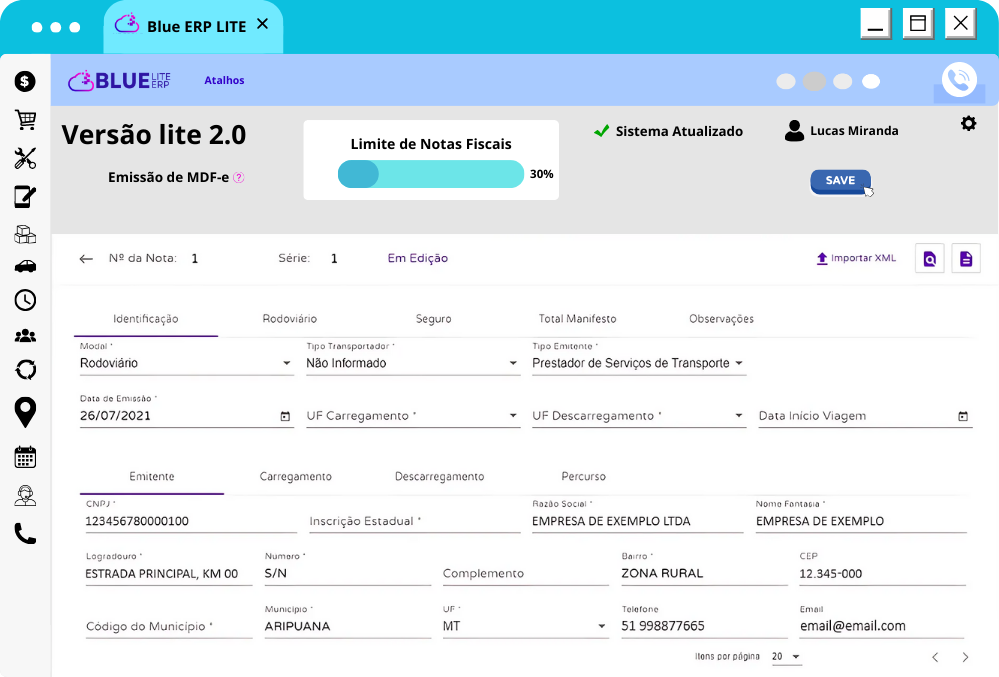 Blue ERP LITE
BLUE LITE ERP
Atalhos
Versão lite 2.0
Emissão de MDF-e ?
Limite de Notas Fiscais
30%
Sistema Atualizado
Lucas Miranda
SAVE
Nº da Nota: 1 Série: 1 Em Edição
Importar XML
Identificação Rodoviário Seguro Total Manifesto Observações
Modal * Tipo Transportador * Tipo Emitente *
Rodoviário Não Informado Prestador de Serviços de Transporte
Data de Emissão *
26/07/2021 UF Carregamento * UF Descarregamento * Data Início Viagem
Emitente Carregamento Descarregamento Percurso
CNPJ * Razão Social * Nome Fantasia *
123456780000100 Inscrição Estadual * EMPRESA DE EXEMPLO LTDA EMPRESA DE EXEMPLO
Logradouro * Numero * Bairro * CEP
ESTRADA PRINCIPAL, KM 00 S/N Complemento ZONA RURAL 12.345-000
Município * UF * Telefone Email
Código do Município * ARIPUANA MT 51 998877665 email@email.com
Itens por página 20